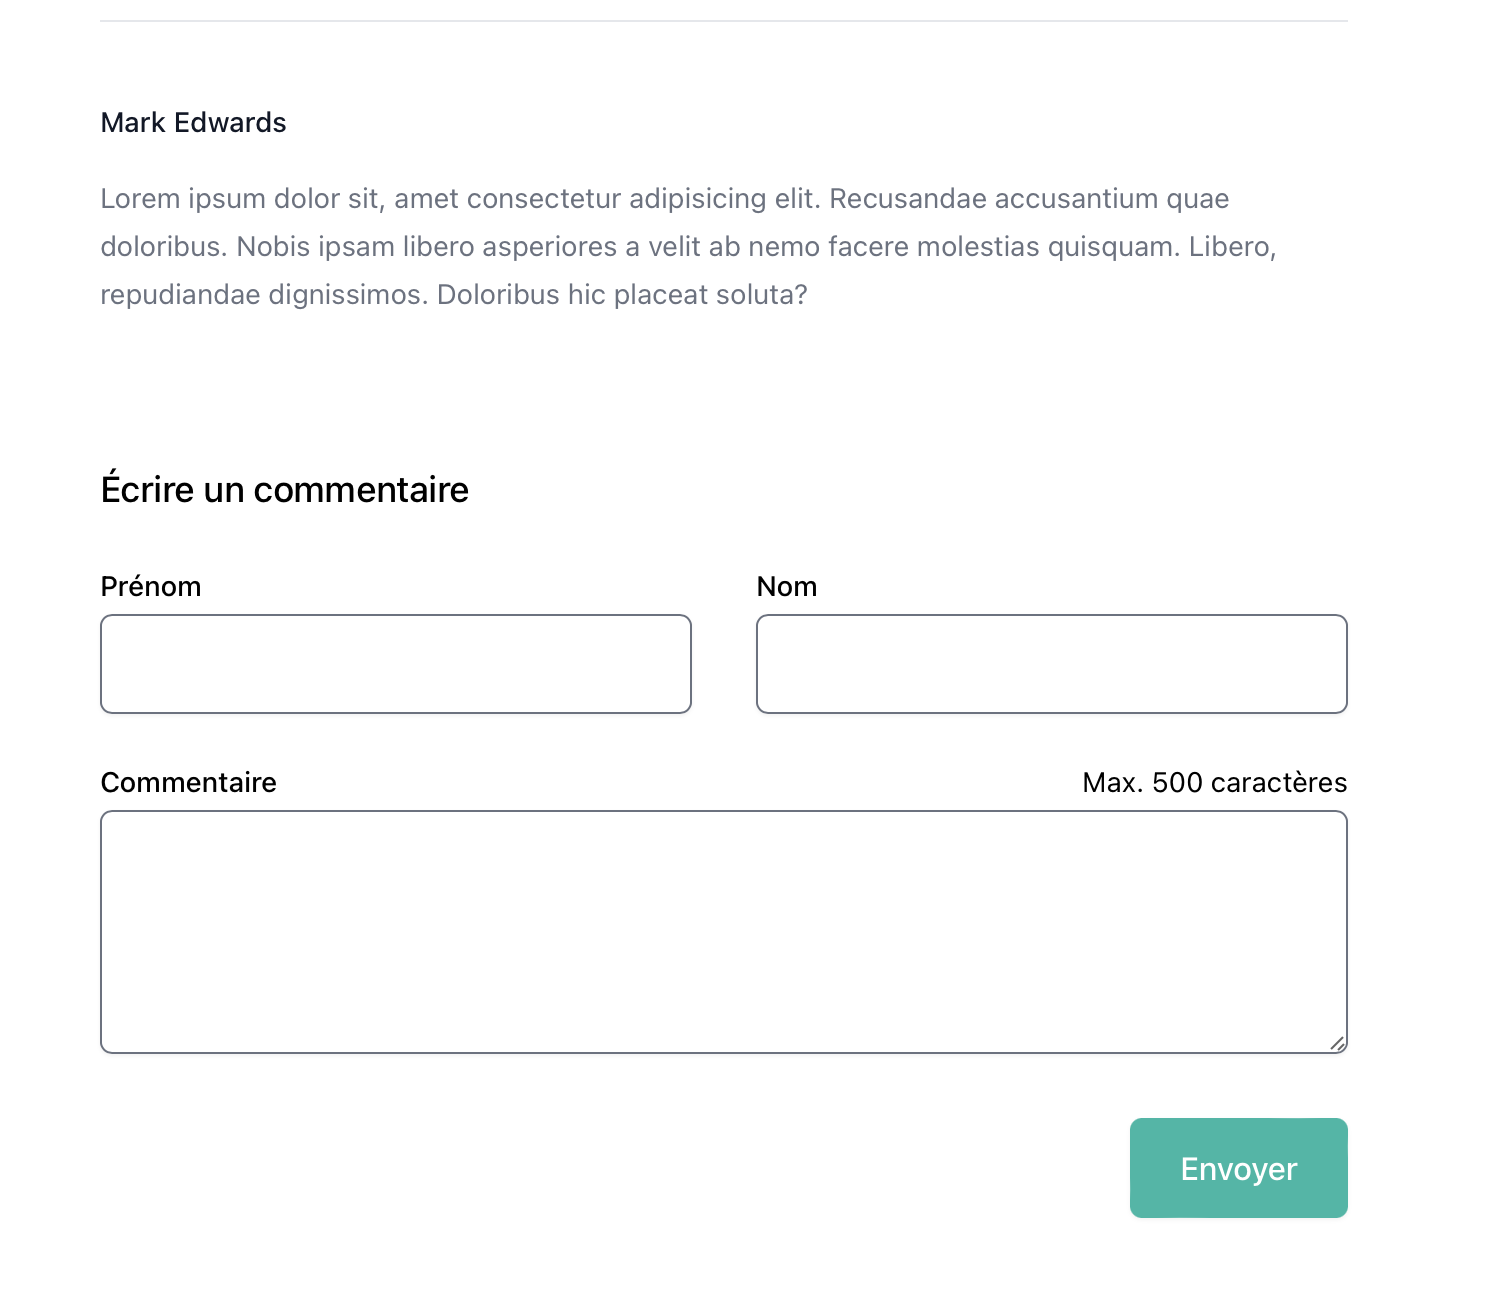 Mark Edwards
Lorem ipsum dolor sit, amet consectetur adipisicing elit. Recusandae accusantium quae
doloribus. Nobis ipsam libero asperiores a velit ab nemo facere molestias quisquam. Libero,
repudiandae dignissimos. Doloribus hic placeat soluta?
Écrire un commentaire
Prénom
Nom
Commentaire
Max. 500 caractères
Envoyer